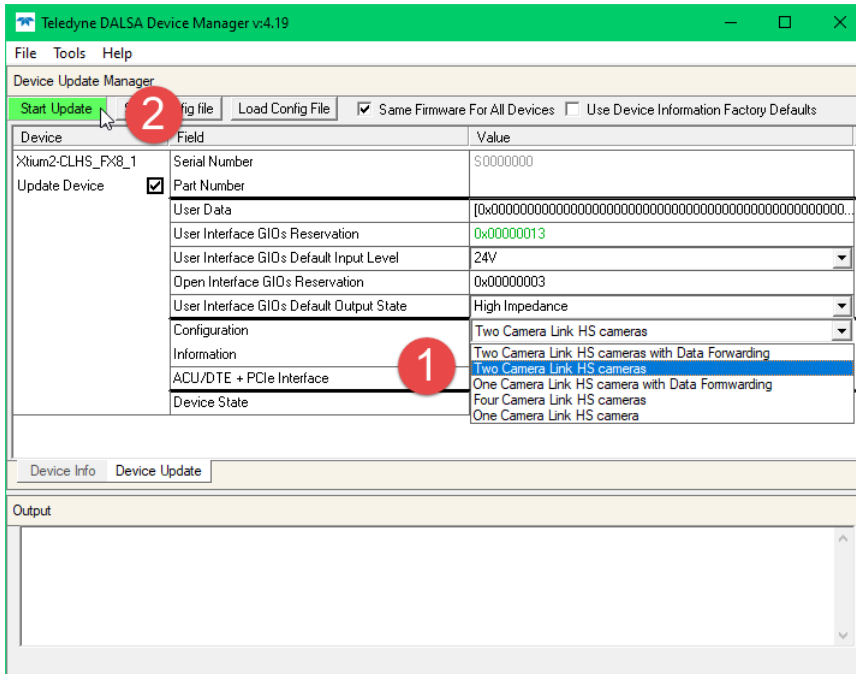 Teledyne DALSA Device Manager v:4.19
File Tools Help
Device Update Manager
Start Update 2 fig file Load Config File Same Firmware For All Devices Use Device Information Factory Defaults
Device Field Value
Xtium2-CLHS_FX8_1 Serial Number S0000000
Update Device Part Number
User Data [0x00000000000000000000000000000000000000000000000000...
User Interface GIOs Reservation 0x00000013
User Interface GIOs Default Input Level 24V
Open Interface GIOs Reservation 0x00000003
User Interface GIOs Default Output State High Impedance
Configuration Two Camera Link HS cameras
Information 1 Two Camera Link HS cameras with Data Forwarding
Two Camera Link HS cameras
ACU/DTE + PCIe Interface One Camera Link HS camera with Data Formwarding
Device State Four Camera Link HS cameras
One Camera Link HS camera
Device Info Device Update
Output